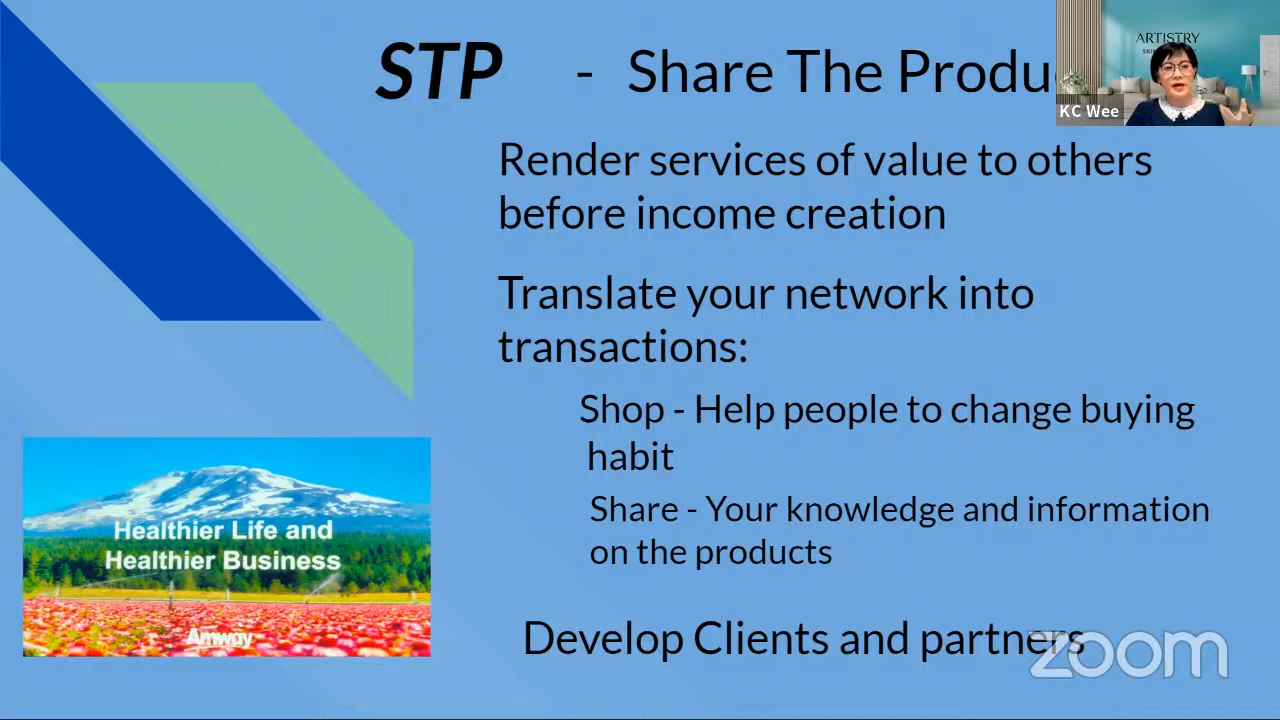 STP - Share The Produ
ARTISTRY
KC Wee
Render services of value to others
before income creation
Translate your network into
transactions:
Shop - Help people to change buying
habit
Share - Your knowledge and information
on the products
Healthier Life and
Healthier Business
Amway
Develop Clients and partners
zoom